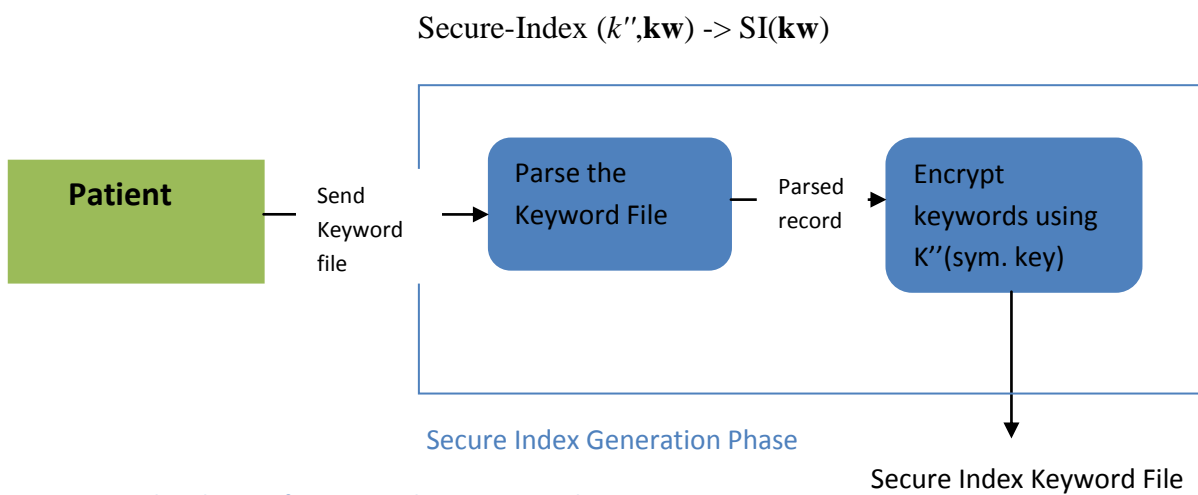 Secure-Index (k'',kw) -> SI(kw)
Patient
Send
Keyword
file
Parse the
Keyword File
Parsed
record
Encrypt
keywords using
K’’(sym. key)
Secure Index Generation Phase
Secure Index Keyword File